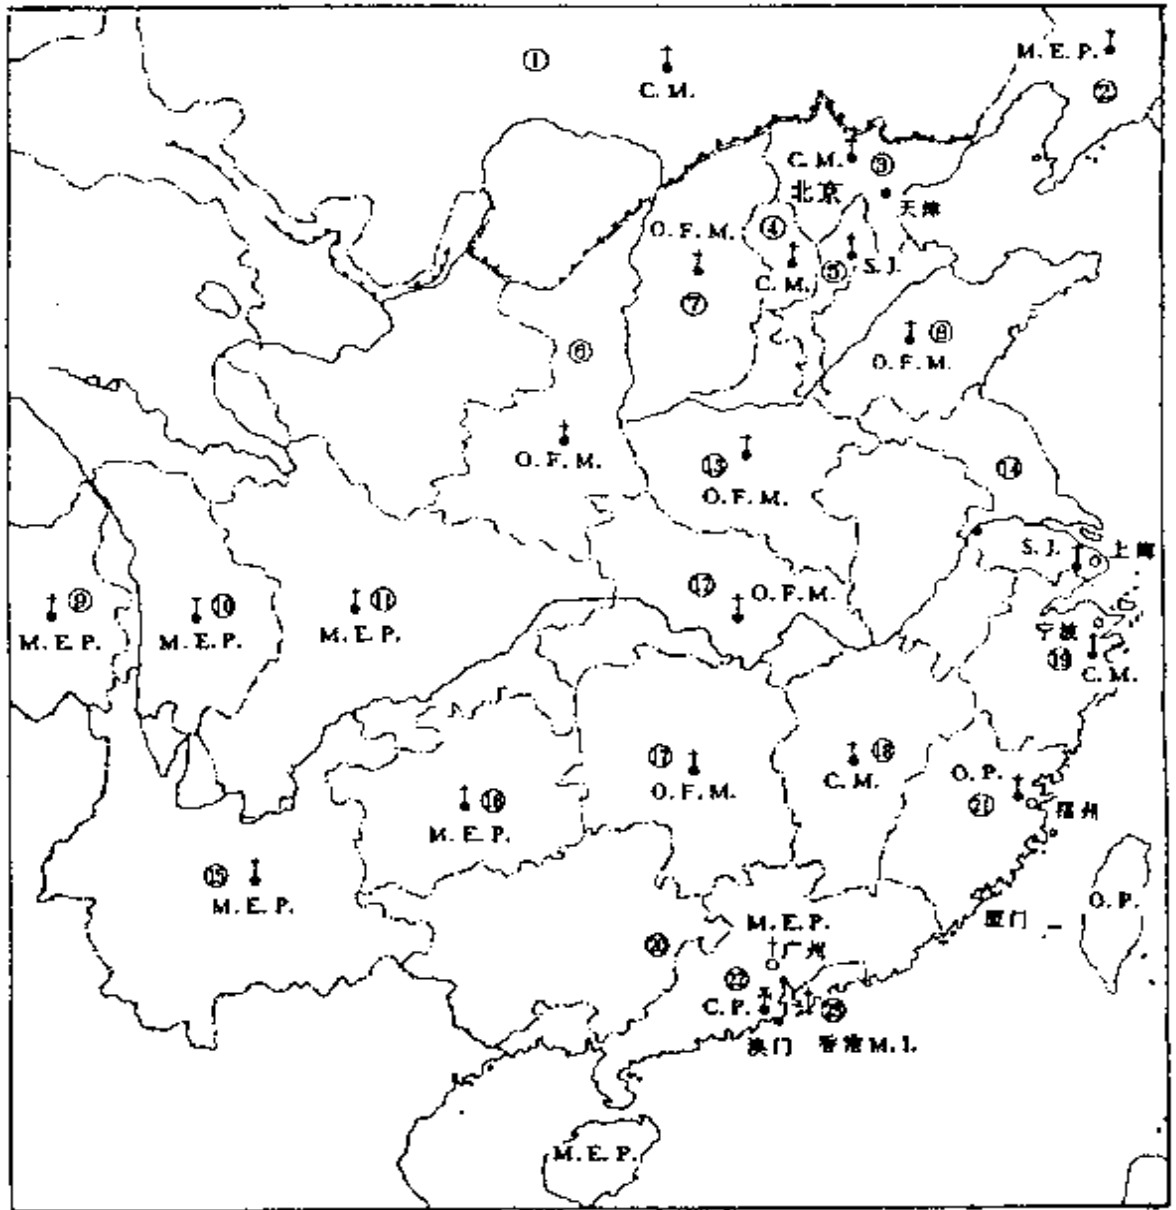 M. E. P.
①
C. M.
②
C. M.
③
北京
天津
④
O. F. M.
⑤
S. J.
C. M.
⑦
⑧
⑥
O. F. M.
O. F. M.
⑬
⑭
O. F. M.
S. J.
上海
⑨
⑩
⑪
⑫
O. F. M.
M. E. P.
M. E. P.
M. E. P.
宁波
⑲
C. M.
⑰
⑱
O. F. M.
C. M.
O. P.
㉑
福州
⑯
M. E. P.
⑮
M. E. P.
O. P.
M. E. P.
厦门
⑳
广州
㉒
C. P.
澳门
香港 M. I.
M. E. P.